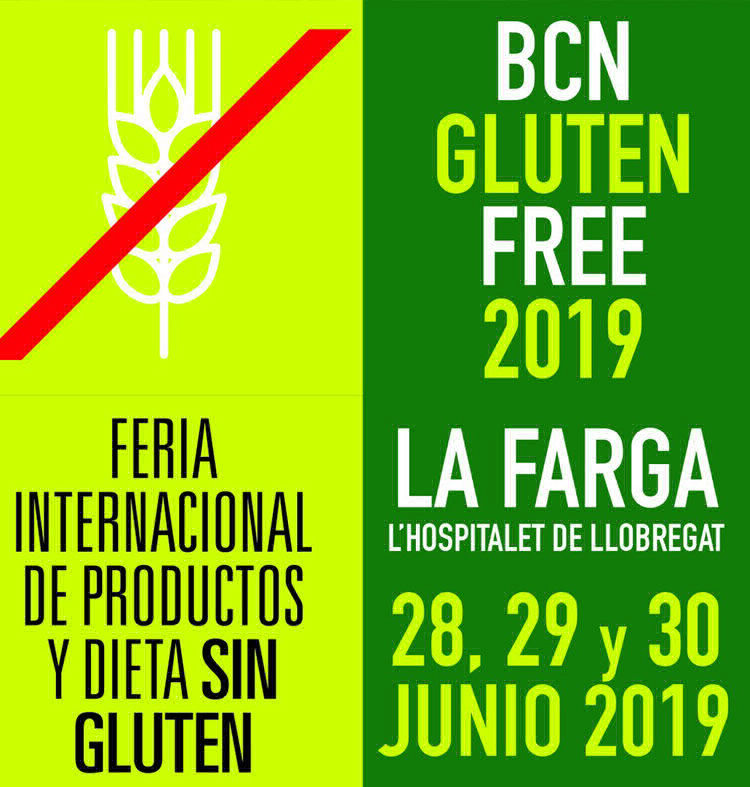 BCN
GLUTEN
FREE
2019
FERIA
INTERNACIONAL
DE PRODUCTOS
Y DIETA SIN
GLUTEN
LA FARGA
L'HOSPITALET DE LLOBREGAT
28, 29 y 30
JUNIO 2019